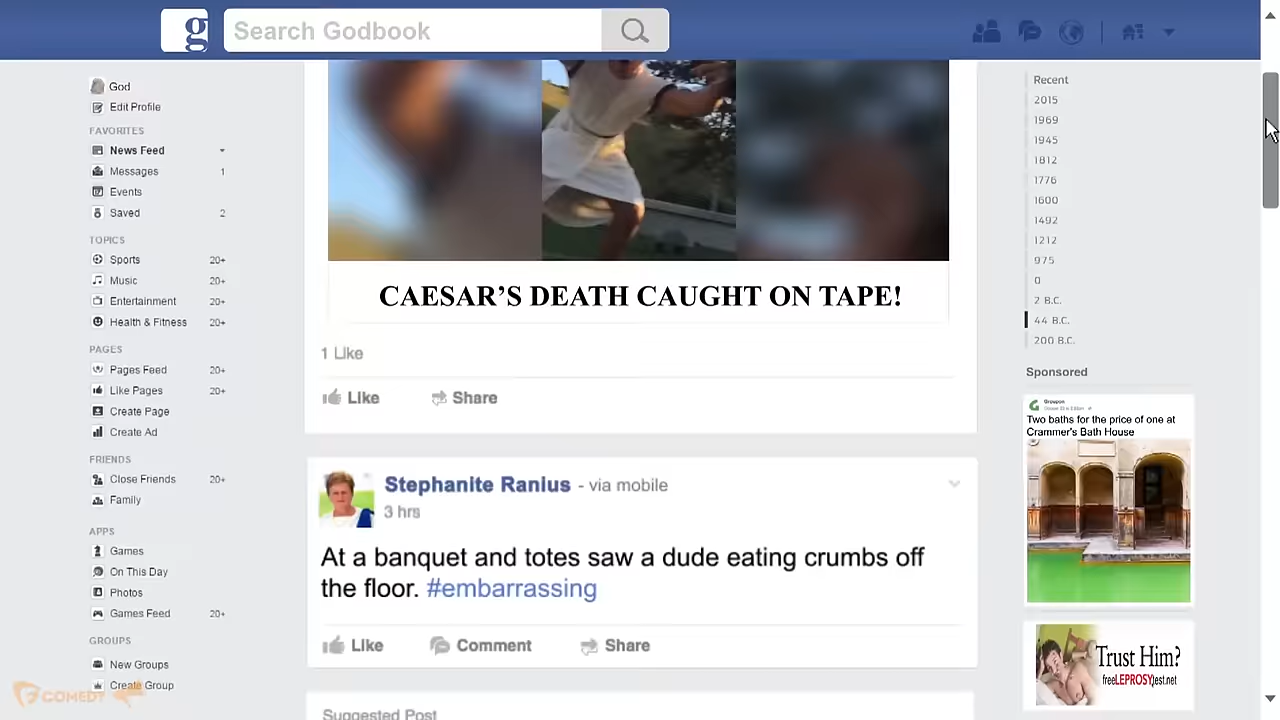 g
Search Godbook
God
Edit Profile
FAVORITES
News Feed
Messages 1
Events
Saved 2
TOPICS
Sports 20+
Music 20+
Entertainment 20+
Health & Fitness 20+
PAGES
Pages Feed 20+
Like Pages 20+
Create Page
Create Ad
FRIENDS
Close Friends 20+
Family
APPS
Games
On This Day
Photos
Games Feed 20+
GROUPS
New Groups
Create Group
COMEDY
CAESAR'S DEATH CAUGHT ON TAPE!
1 Like
Like Share
Stephanite Ranius - via mobile
3 hrs
At a banquet and totes saw a dude eating crumbs off
the floor. #embarrassing
Like Comment Share
Suggested Post
Recent
2015
1969
1945
1812
1776
1600
1492
1212
975
0
2 B.C.
44 B.C.
200 B.C.
Sponsored
Groupon
Two baths for the price of one at
Crammer's Bath House
Trust Him?
freeLEPROSYtest.net